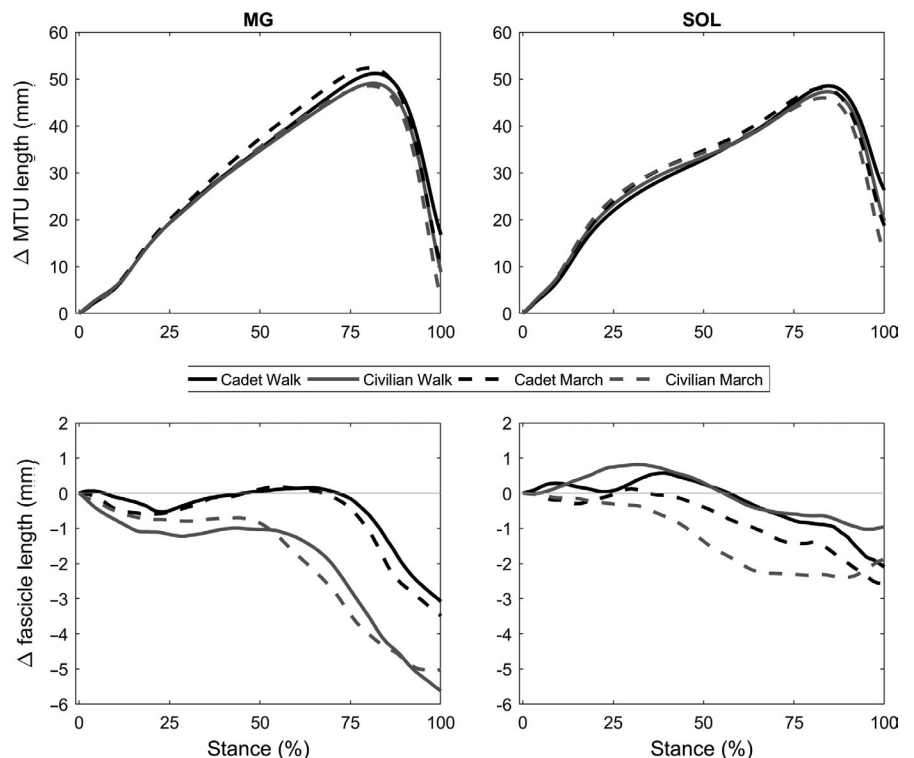 MG
SOL
Δ MTU length (mm)
60
50
40
30
20
10
0
0 25 50 75 100
60
50
40
30
20
10
0
0 25 50 75 100
Cadet Walk Civilian Walk Cadet March Civilian March
Δ fascicle length (mm)
2
1
0
-1
-2
-3
-4
-5
-6
0 25 50 75 100
Stance (%)
2
1
0
-1
-2
-3
-4
-5
-6
0 25 50 75 100
Stance (%)